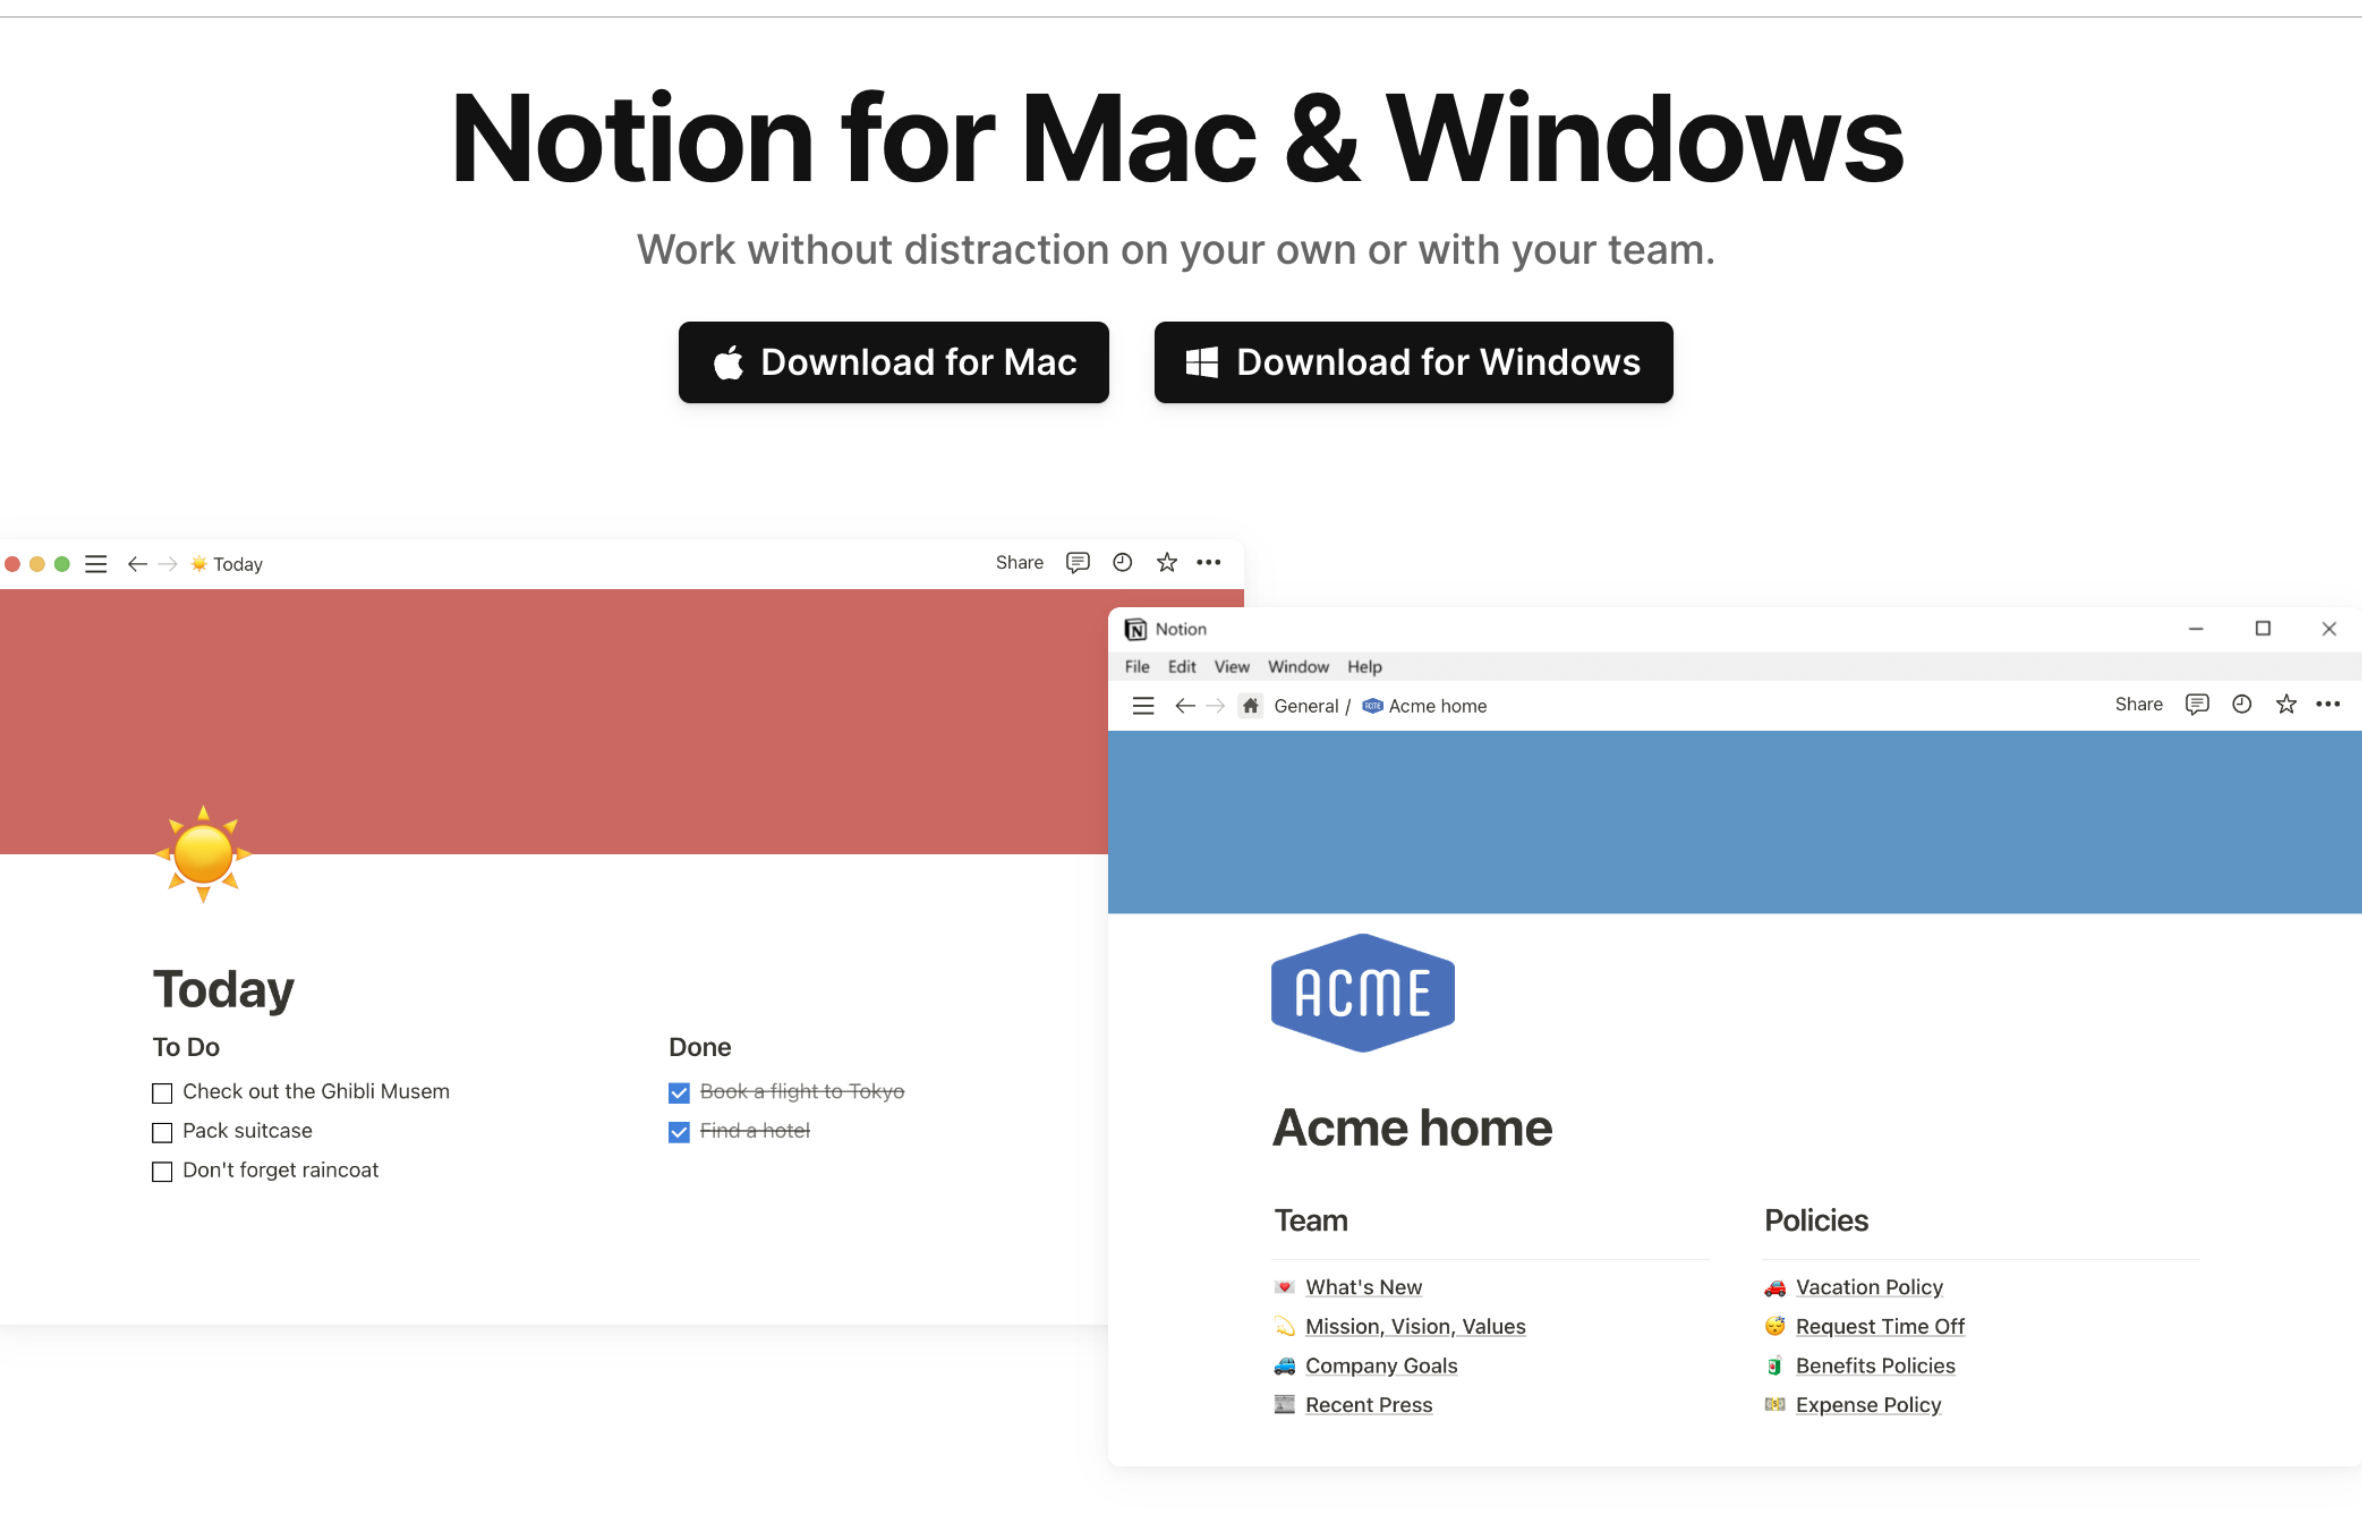 Notion for Mac & Windows
Work without distraction on your own or with your team.
Download for Mac
Download for Windows
Today
Share
Today
To Do
Check out the Ghibli Musem
Pack suitcase
Don't forget raincoat
Done
Book a flight to Tokyo
Find a hotel
Notion
File Edit View Window Help
General / ACME Acme home
Share
ACME
Acme home
Team
What's New
Mission, Vision, Values
Company Goals
Recent Press
Policies
Vacation Policy
Request Time Off
Benefits Policies
Expense Policy